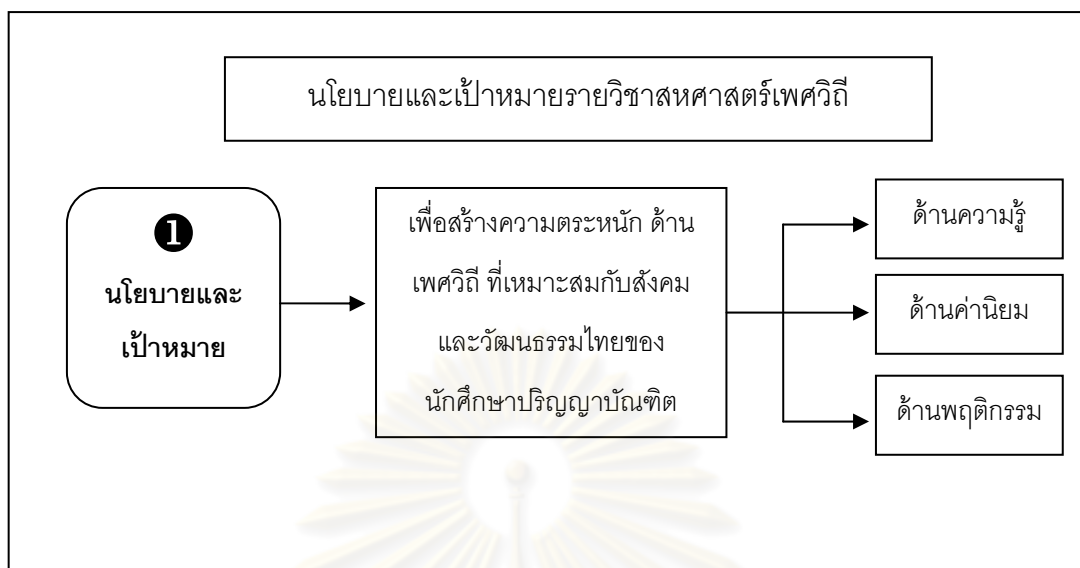 นโยบายและเป้าหมายรายวิชาสหศาสตร์เพศวิถี
❶
นโยบายและ
เป้าหมาย
เพื่อสร้างความตระหนัก ด้าน
เพศวิถี ที่เหมาะสมกับสังคม
และวัฒนธรรมไทยของ
นักศึกษาปริญญาบัณฑิต
ด้านความรู้
ด้านค่านิยม
ด้านพฤติกรรม